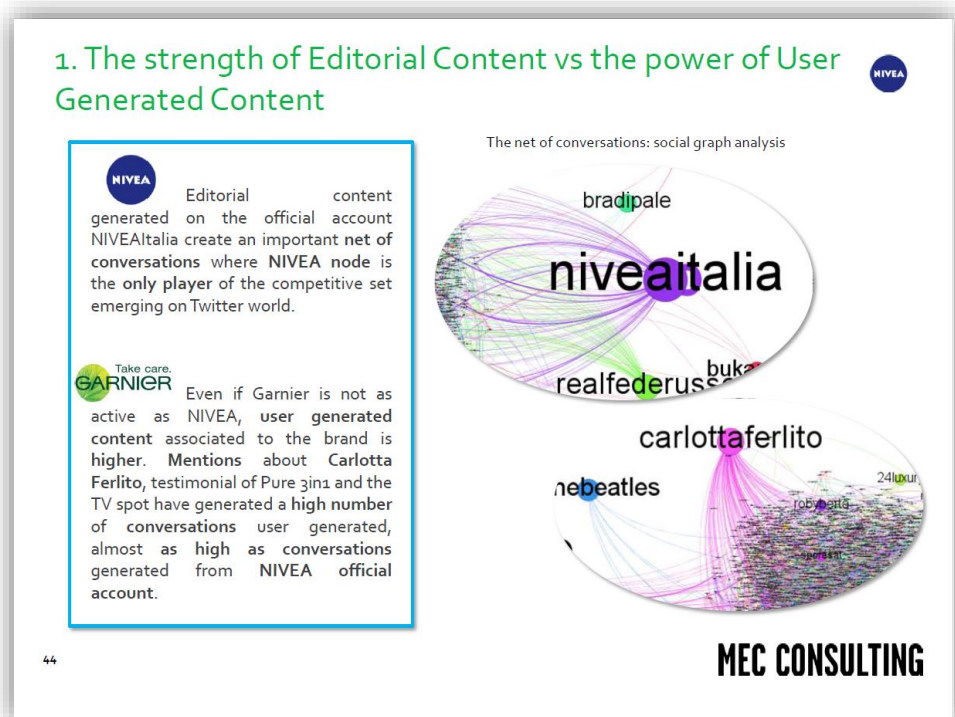 1. The strength of Editorial Content vs the power of User
Generated Content
NIVEA
The net of conversations: social graph analysis
NIVEA
Editorial content
generated on the official account
NIVEAItalia create an important net of
conversations where NIVEA node is
the only player of the competitive set
emerging on Twitter world.
Take care.
GARNIER
Even if Garnier is not as
active as NIVEA, user generated
content associated to the brand is
higher. Mentions about Carlotta
Ferlito, testimonial of Pure 3in1 and the
TV spot have generated a high number
of conversations user generated,
almost as high as conversations
generated from NIVEA official
account.
bradipale
niveaitalia
buka
realfederusso
carlottaferlito
hebeatles
24luxur
robyberta
44
MEC CONSULTING